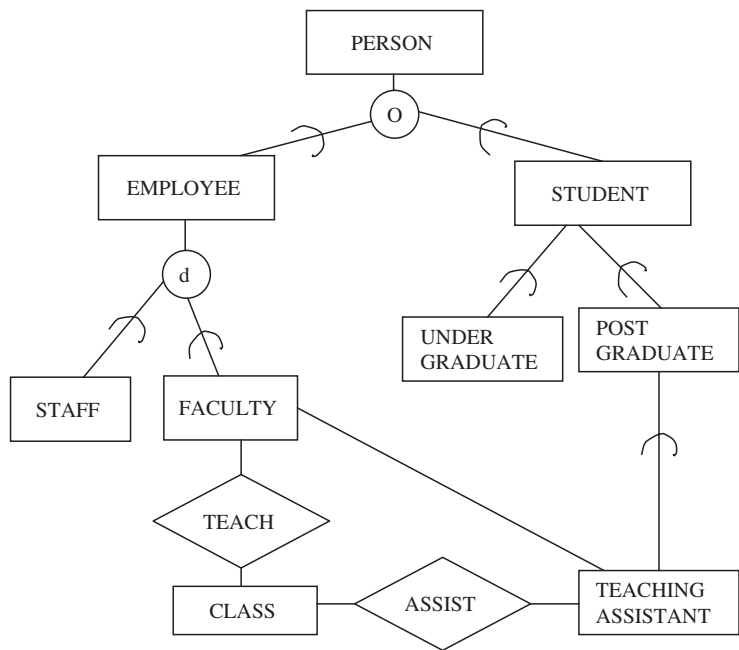 PERSON
O
EMPLOYEE
STUDENT
d
UNDER
GRADUATE
POST
GRADUATE
STAFF
FACULTY
TEACH
CLASS
ASSIST
TEACHING
ASSISTANT